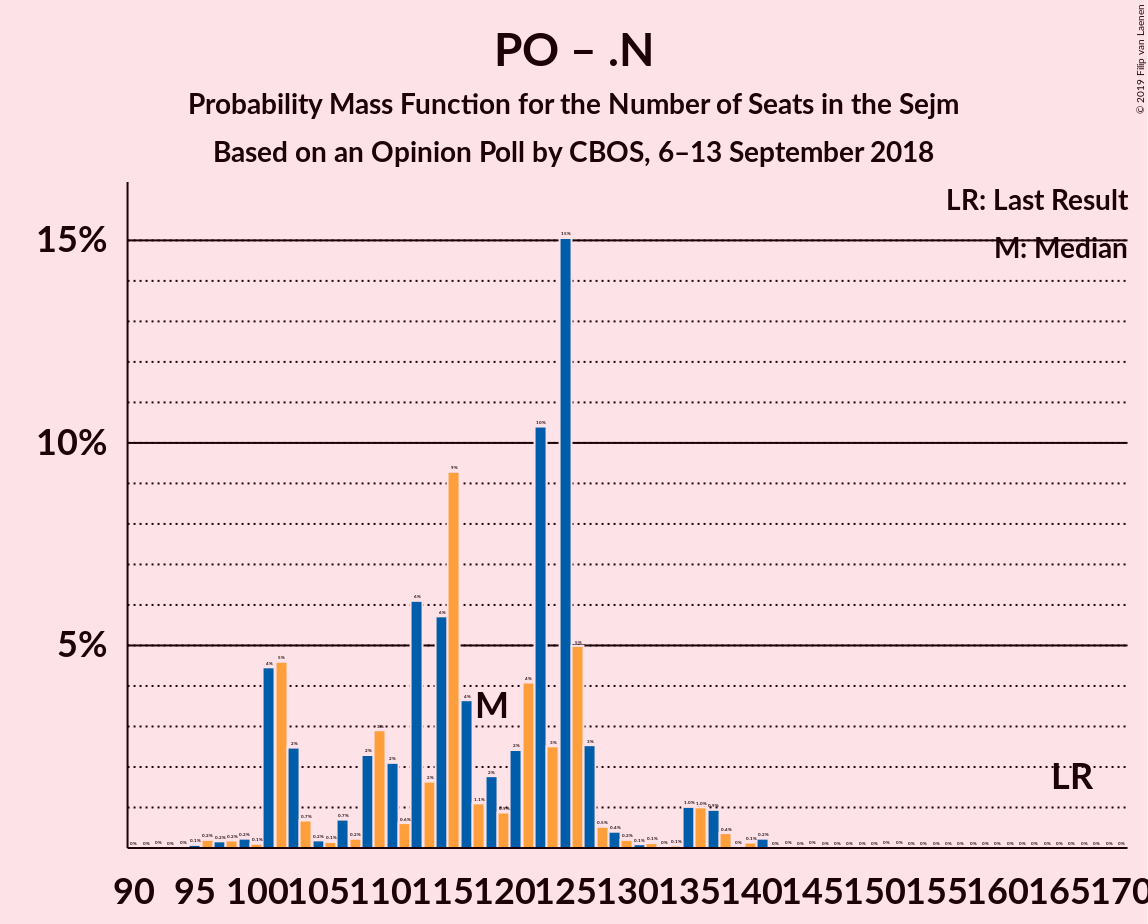 PO – .N
Probability Mass Function for the Number of Seats in the Sejm
Based on an Opinion Poll by CBOS, 6–13 September 2018
© 2019 Filip van Laenen
LR: Last Result
M: Median
15%
10%
5%
M
LR
90 95 100 105 110 115 120 125 130 135 140 145 150 155 160 165 170